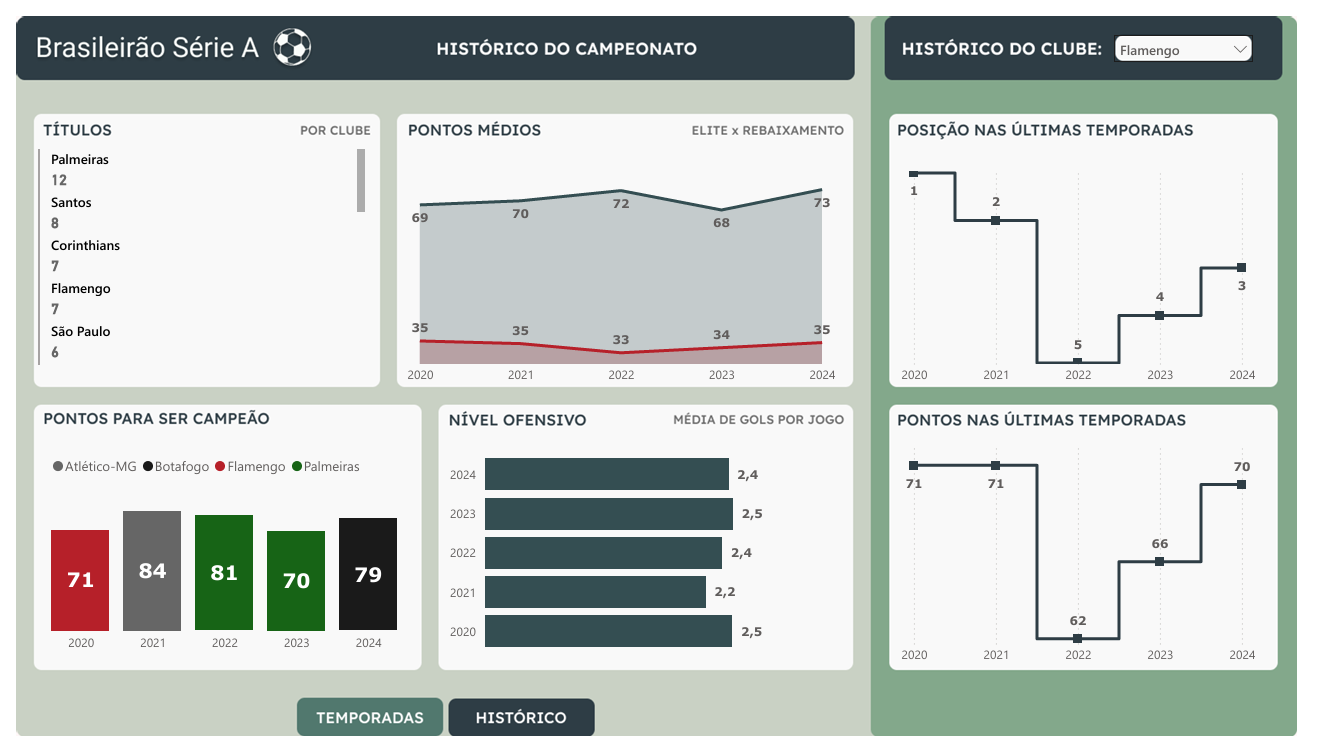 Brasileirão Série A
HISTÓRICO DO CAMPEONATO
HISTÓRICO DO CLUBE:
Flamengo
TÍTULOS
POR CLUBE
Palmeiras
12
Santos
8
Corinthians
7
Flamengo
7
São Paulo
6
PONTOS MÉDIOS
ELITE x REBAIXAMENTO
69 70 72 68 73
35 35 33 34 35
2020 2021 2022 2023 2024
POSIÇÃO NAS ÚLTIMAS TEMPORADAS
1 2 5 4 3
2020 2021 2022 2023 2024
PONTOS PARA SER CAMPEÃO
Atlético-MG Botafogo Flamengo Palmeiras
71 84 81 70 79
2020 2021 2022 2023 2024
NÍVEL OFENSIVO
MÉDIA DE GOLS POR JOGO
2024 2,4
2023 2,5
2022 2,4
2021 2,2
2020 2,5
PONTOS NAS ÚLTIMAS TEMPORADAS
71 71 62 66 70
2020 2021 2022 2023 2024
TEMPORADAS
HISTÓRICO